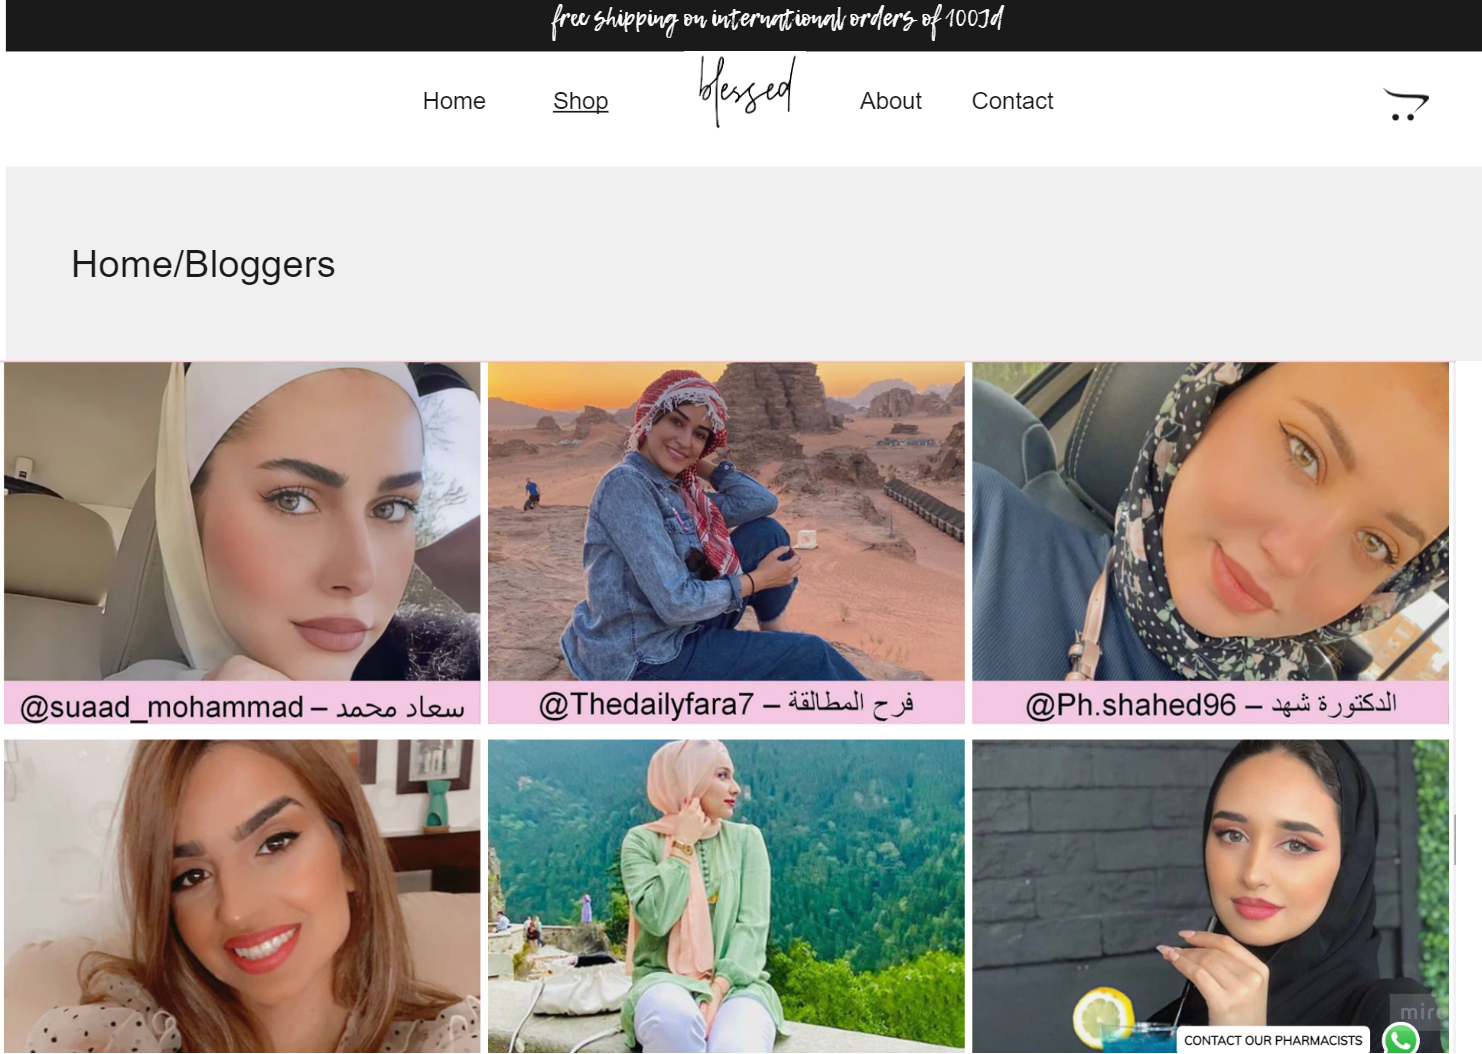 free shipping on international orders of 100Jd
Home Shop blessed About Contact
Home/Bloggers
@suaad_mohammad – سعاد محمد
@Thedailyfara7 – فرح المطالقة
@Ph.shahed96 – الدكتورة شهد
miro
CONTACT OUR PHARMACISTS